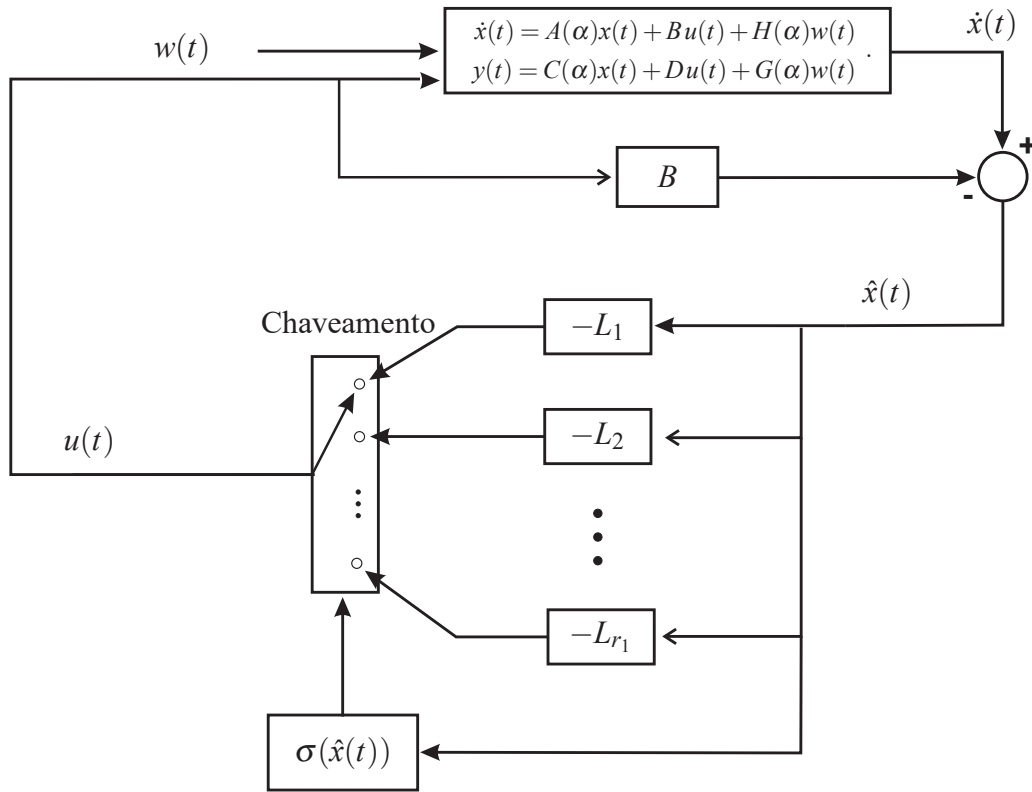 w(t)
ẋ(t) = A(α)x(t) + Bu(t) + H(α)w(t)
y(t) = C(α)x(t) + Du(t) + G(α)w(t) .
ẋ(t)
+
B
-
x̂(t)
Chaveamento
−L₁
u(t)
−L₂
−Lᵣ₁
σ(x̂(t))